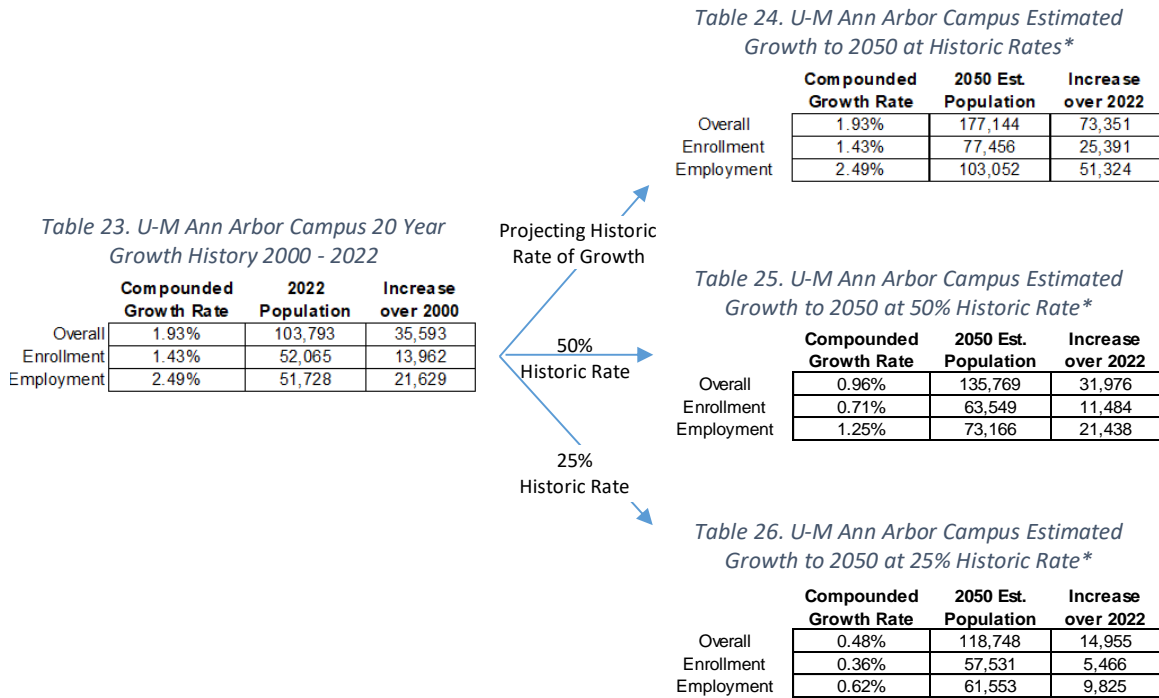 Table 24. U-M Ann Arbor Campus Estimated
Growth to 2050 at Historic Rates*
Compounded 2050 Est. Increase
Growth Rate Population over 2022
Overall 1.93% 177,144 73,351
Enrollment 1.43% 77,456 25,391
Employment 2.49% 103,052 51,324
Table 23. U-M Ann Arbor Campus 20 Year
Growth History 2000 - 2022
Compounded 2022 Increase
Growth Rate Population over 2000
Overall 1.93% 103,793 35,593
Enrollment 1.43% 52,065 13,962
Employment 2.49% 51,728 21,629
Projecting Historic
Rate of Growth
50%
Historic Rate
25%
Historic Rate
Table 25. U-M Ann Arbor Campus Estimated
Growth to 2050 at 50% Historic Rate*
Compounded 2050 Est. Increase
Growth Rate Population over 2022
Overall 0.96% 135,769 31,976
Enrollment 0.71% 63,549 11,484
Employment 1.25% 73,166 21,438
Table 26. U-M Ann Arbor Campus Estimated
Growth to 2050 at 25% Historic Rate*
Compounded 2050 Est. Increase
Growth Rate Population over 2022
Overall 0.48% 118,748 14,955
Enrollment 0.36% 57,531 5,466
Employment 0.62% 61,553 9,825